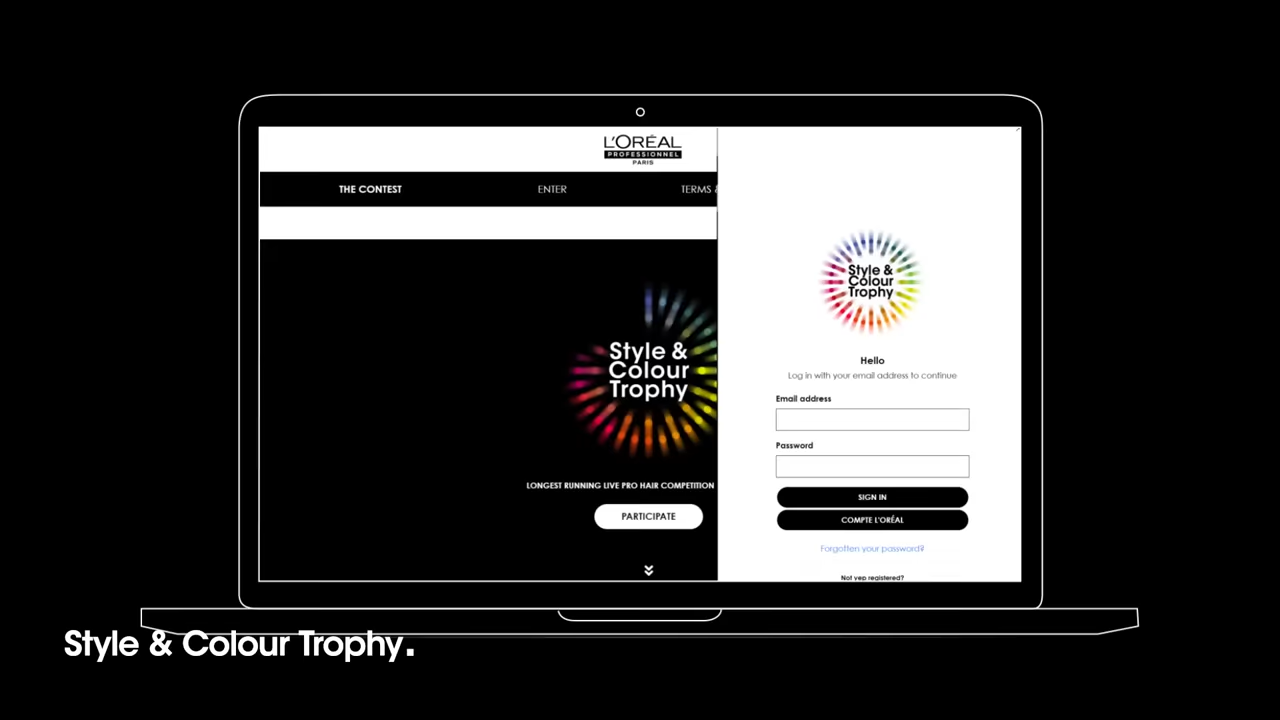 L'ORÉAL
PROFESSIONNEL
PARIS
THE CONTEST
ENTER
TERMS &
Style &
Colour
Trophy
LONGEST RUNNING LIVE PRO HAIR COMPETITION
PARTICIPATE
Style &
Colour
Trophy
Hello
Log in with your email address to continue
Email address
Password
SIGN IN
COMPTE L'ORÉAL
Forgotten your password?
Not yep registered?
Style & Colour Trophy.